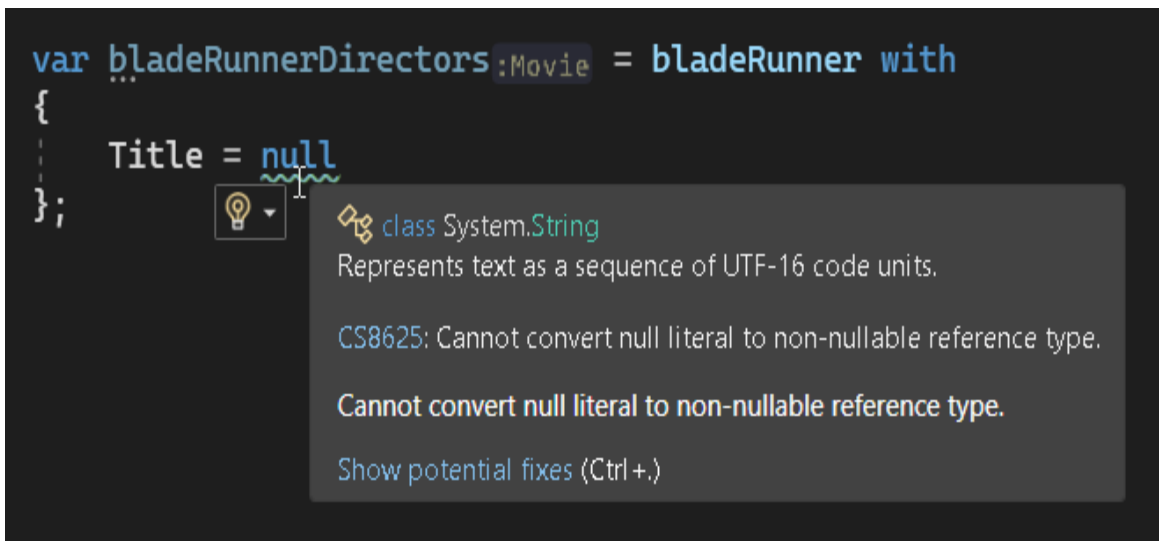 var bladeRunnerDirectors :Movie = bladeRunner with
{
Title = null
};
class System.String
Represents text as a sequence of UTF-16 code units.
CS8625: Cannot convert null literal to non-nullable reference type.
Cannot convert null literal to non-nullable reference type.
Show potential fixes (Ctrl+.)